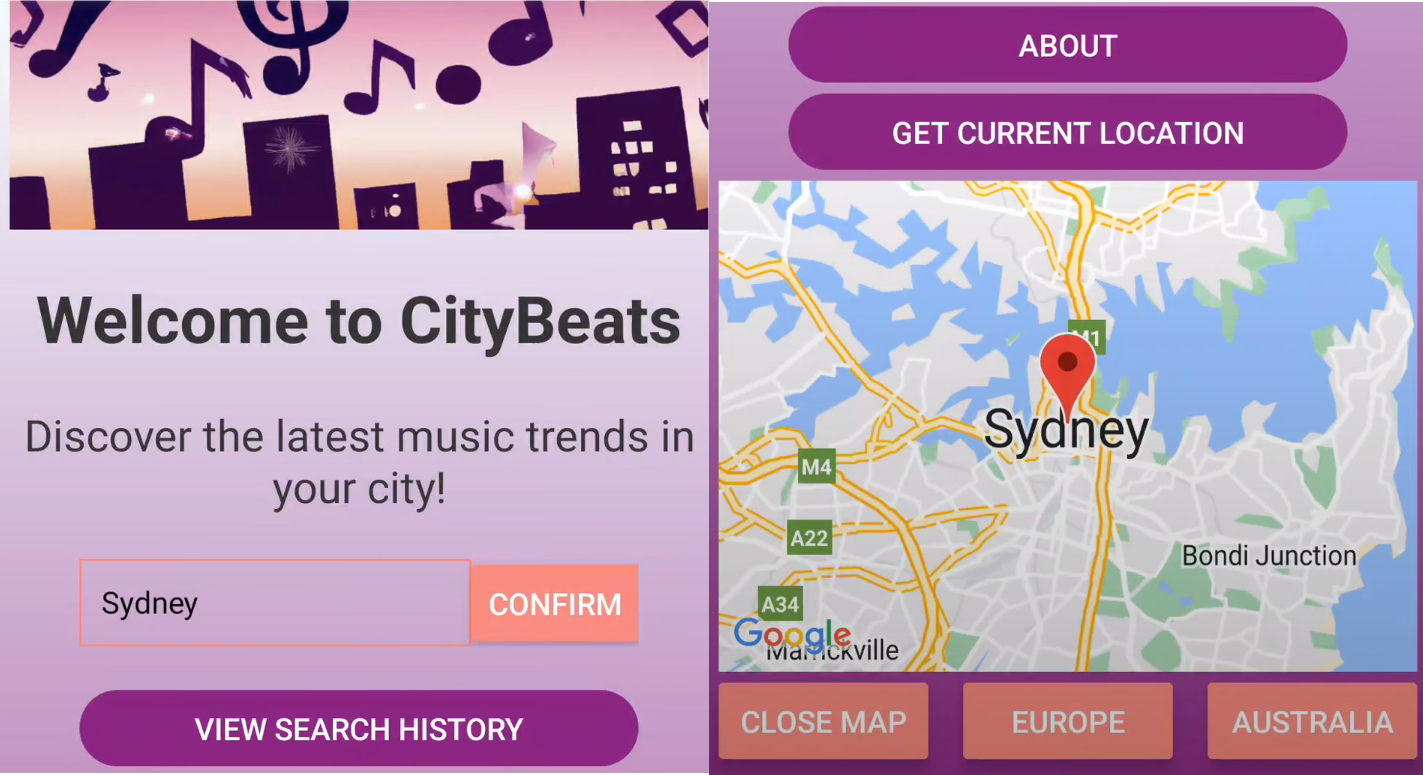 Welcome to CityBeats
Discover the latest music trends in
your city!
Sydney
CONFIRM
VIEW SEARCH HISTORY
ABOUT
GET CURRENT LOCATION
M1
Sydney
M4
A22
Bondi Junction
A34
Google
Marrickville
CLOSE MAP
EUROPE
AUSTRALIA